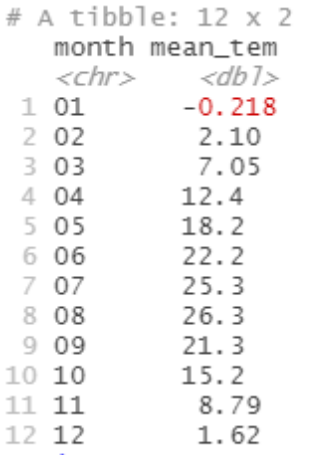 # A tibble: 12 x 2
month mean_tem
<chr> <dbl>
1 01 -0.218
2 02 2.10
3 03 7.05
4 04 12.4
5 05 18.2
6 06 22.2
7 07 25.3
8 08 26.3
9 09 21.3
10 10 15.2
11 11 8.79
12 12 1.62